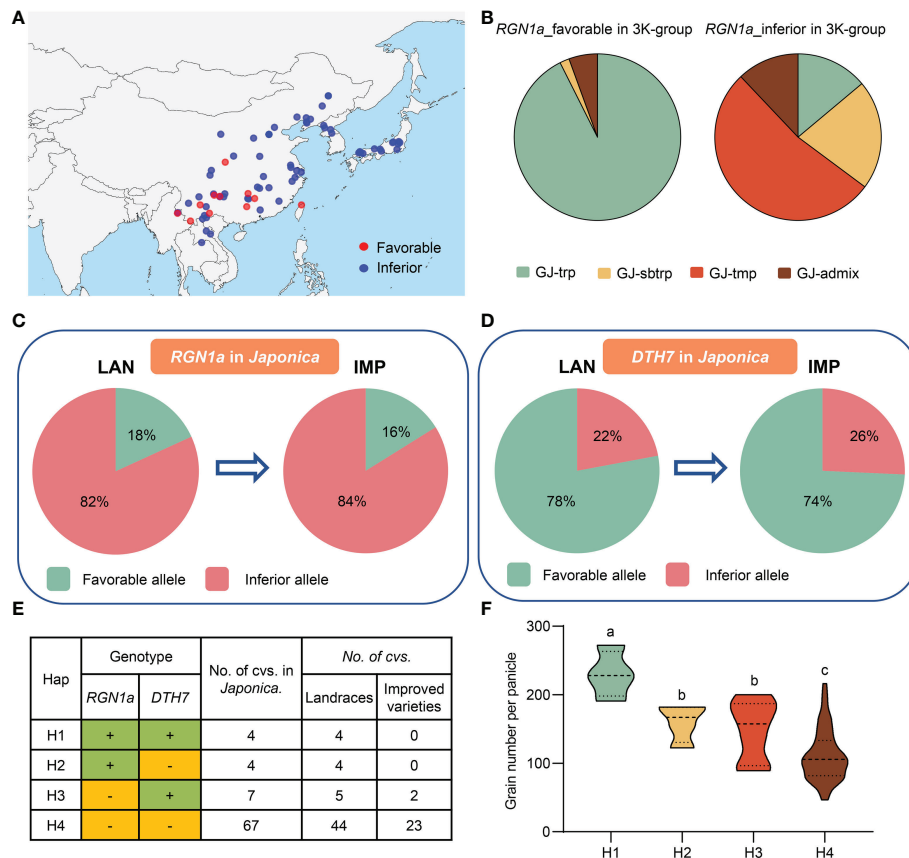 A
Favorable
Inferior
B
RGN1a_favorable in 3K-group
RGN1a_inferior in 3K-group
GJ-trp
GJ-sbtrp
GJ-tmp
GJ-admix
C
RGN1a in Japonica
LAN
IMP
18%
82%
16%
84%
Favorable allele
Inferior allele
D
DTH7 in Japonica
LAN
IMP
22%
78%
26%
74%
Favorable allele
Inferior allele
E
Hap
Genotype
No. of cvs. in
Japonica.
No. of cvs.
RGN1a
DTH7
Landraces
Improved
varieties
H1 + + 4 4 0
H2 + - 4 4 0
H3 - + 7 5 2
H4 - - 67 44 23
F
Grain number per panicle
300
200
100
0
a
b
b
c
H1
H2
H3
H4